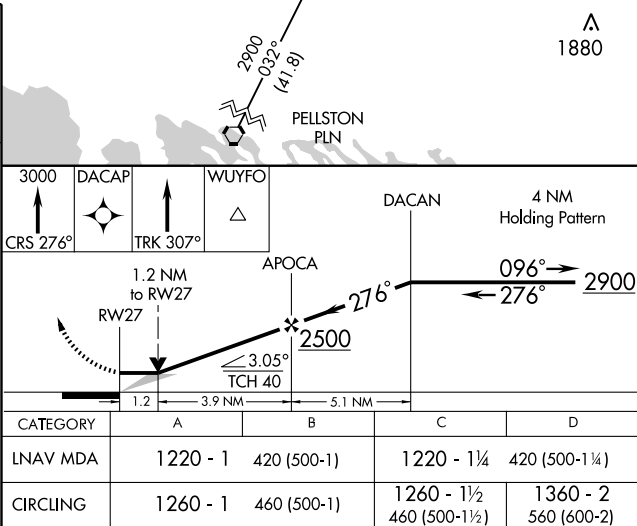 1880
2900
032°
(41.8)
PELLSTON
PLN
3000
CRS 276°
DACAP
TRK 307°
WUYFO
DACAN
4 NM
Holding Pattern
APOCA
1.2 NM
to RW27
RW27
276°
096°
276°
2900
2500
3.05°
TCH 40
1.2
3.9 NM
5.1 NM
CATEGORY A B C D
LNAV MDA 1220 - 1 420 (500-1) 1220 - 1¼ 420 (500-1¼)
CIRCLING 1260 - 1 460 (500-1) 1260 - 1½ 460 (500-1½) 1360 - 2 560 (600-2)